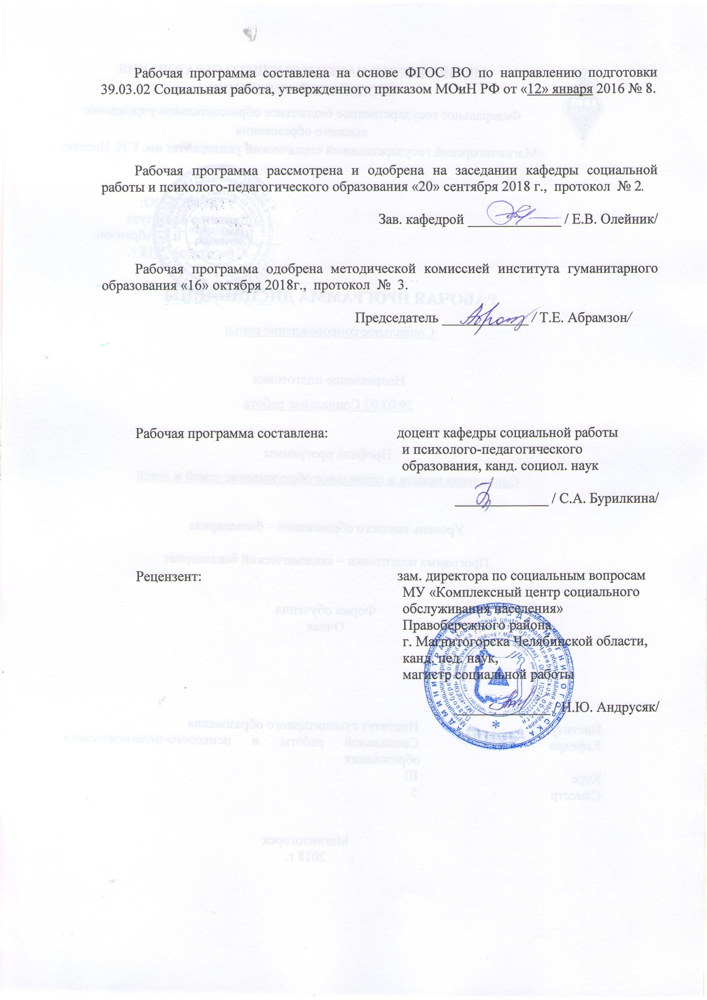 Рабочая программа составлена на основе ФГОС ВО по направлению подготовки
39.03.02 Социальная работа, утвержденного приказом МОиН РФ от «12» января 2016 № 8.
Рабочая программа рассмотрена и одобрена на заседании кафедры социальной
работы и психолого-педагогического образования «20» сентября 2018 г., протокол № 2.
Зав. кафедрой ______________ / Е.В. Олейник/
Рабочая программа одобрена методической комиссией института гуманитарного
образования «16» октября 2018г., протокол № 3.
Председатель _____________ / Т.Е. Абрамзон/
Рабочая программа составлена: доцент кафедры социальной работы
и психолого-педагогического
образования, канд. социол. наук
______________ / С.А. Бурилкина/
Рецензент: зам. директора по социальным вопросам
МУ «Комплексный центр социального
обслуживания населения»
Правобережного района
г. Магнитогорска Челябинской области,
канд. пед. наук,
магистр социальной работы
______________ / Н.Ю. Андрусяк/
АДМИНИСТРАЦИЯ ГОРОДА МАГНИТОГОРСКА